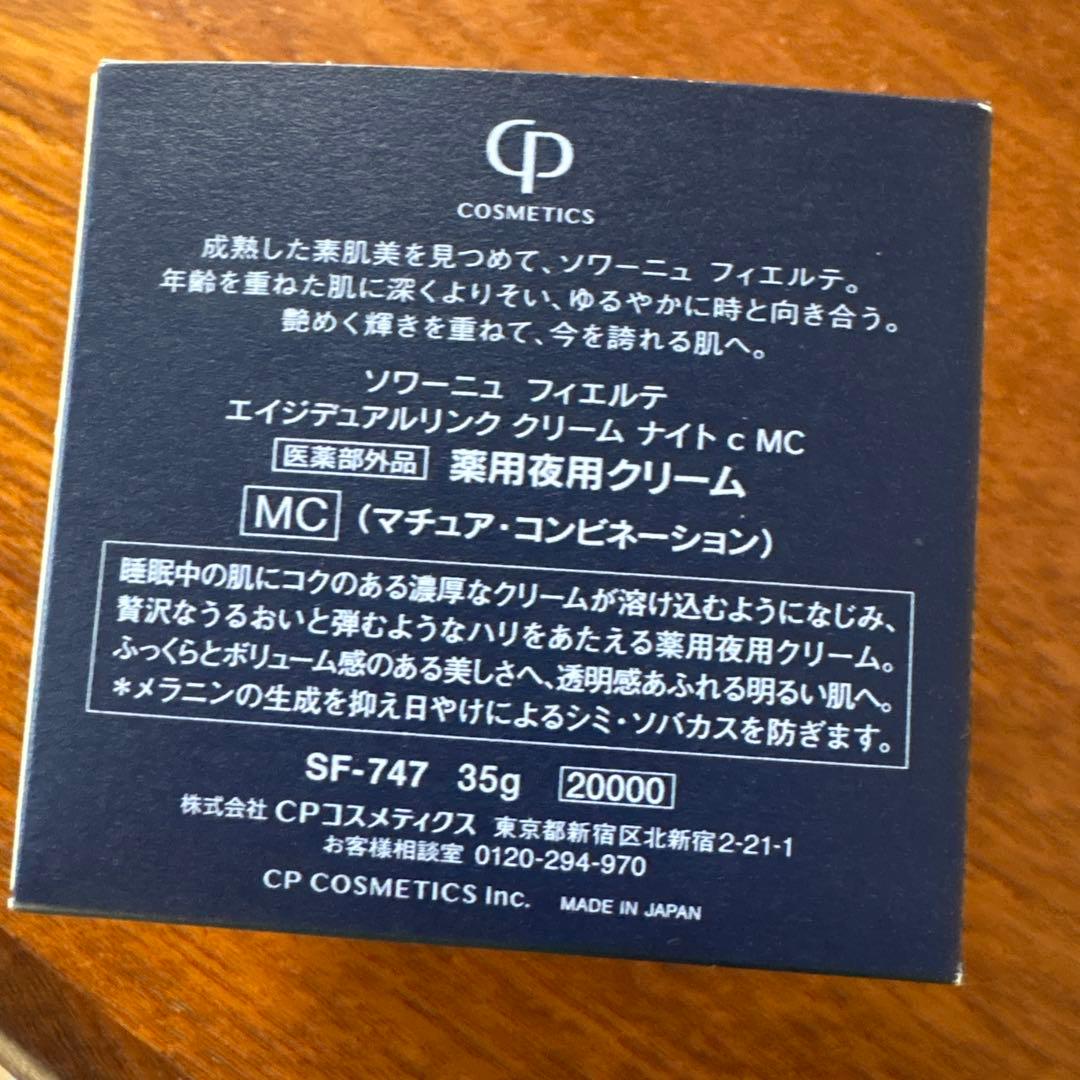 CP
COSMETICS
成熟した素肌美を見つめて、ソワーニュ フィエルテ。
年齢を重ねた肌に深くよりそい、ゆるやかに時と向き合う。
艶めく輝きを重ねて、今を誇れる肌へ。
ソワーニュ フィエルテ
エイジデュアルリンク クリーム ナイト c MC
医薬部外品 薬用夜用クリーム
MC (マチュア・コンビネーション)
睡眠中の肌にコクのある濃厚なクリームが溶け込むようになじみ、
贅沢なうるおいと弾むようなハリをあたえる薬用夜用クリーム。
ふっくらとボリューム感のある美しさへ、透明感あふれる明るい肌へ。
*メラニンの生成を抑え日やけによるシミ・ソバカスを防ぎます。
SF-747 35g 20000
株式会社 CPコスメティクス 東京都新宿区北新宿2-21-1
お客様相談室 0120-294-970
CP COSMETICS Inc. MADE IN JAPAN